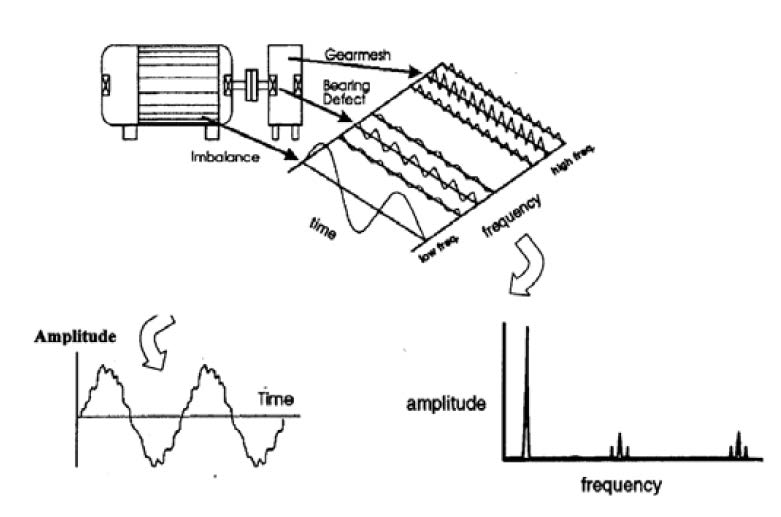 Gearmesh
Bearing
Defect
Imbalance
high freq.
frequency
time
low freq.
Amplitude
Time
amplitude
frequency